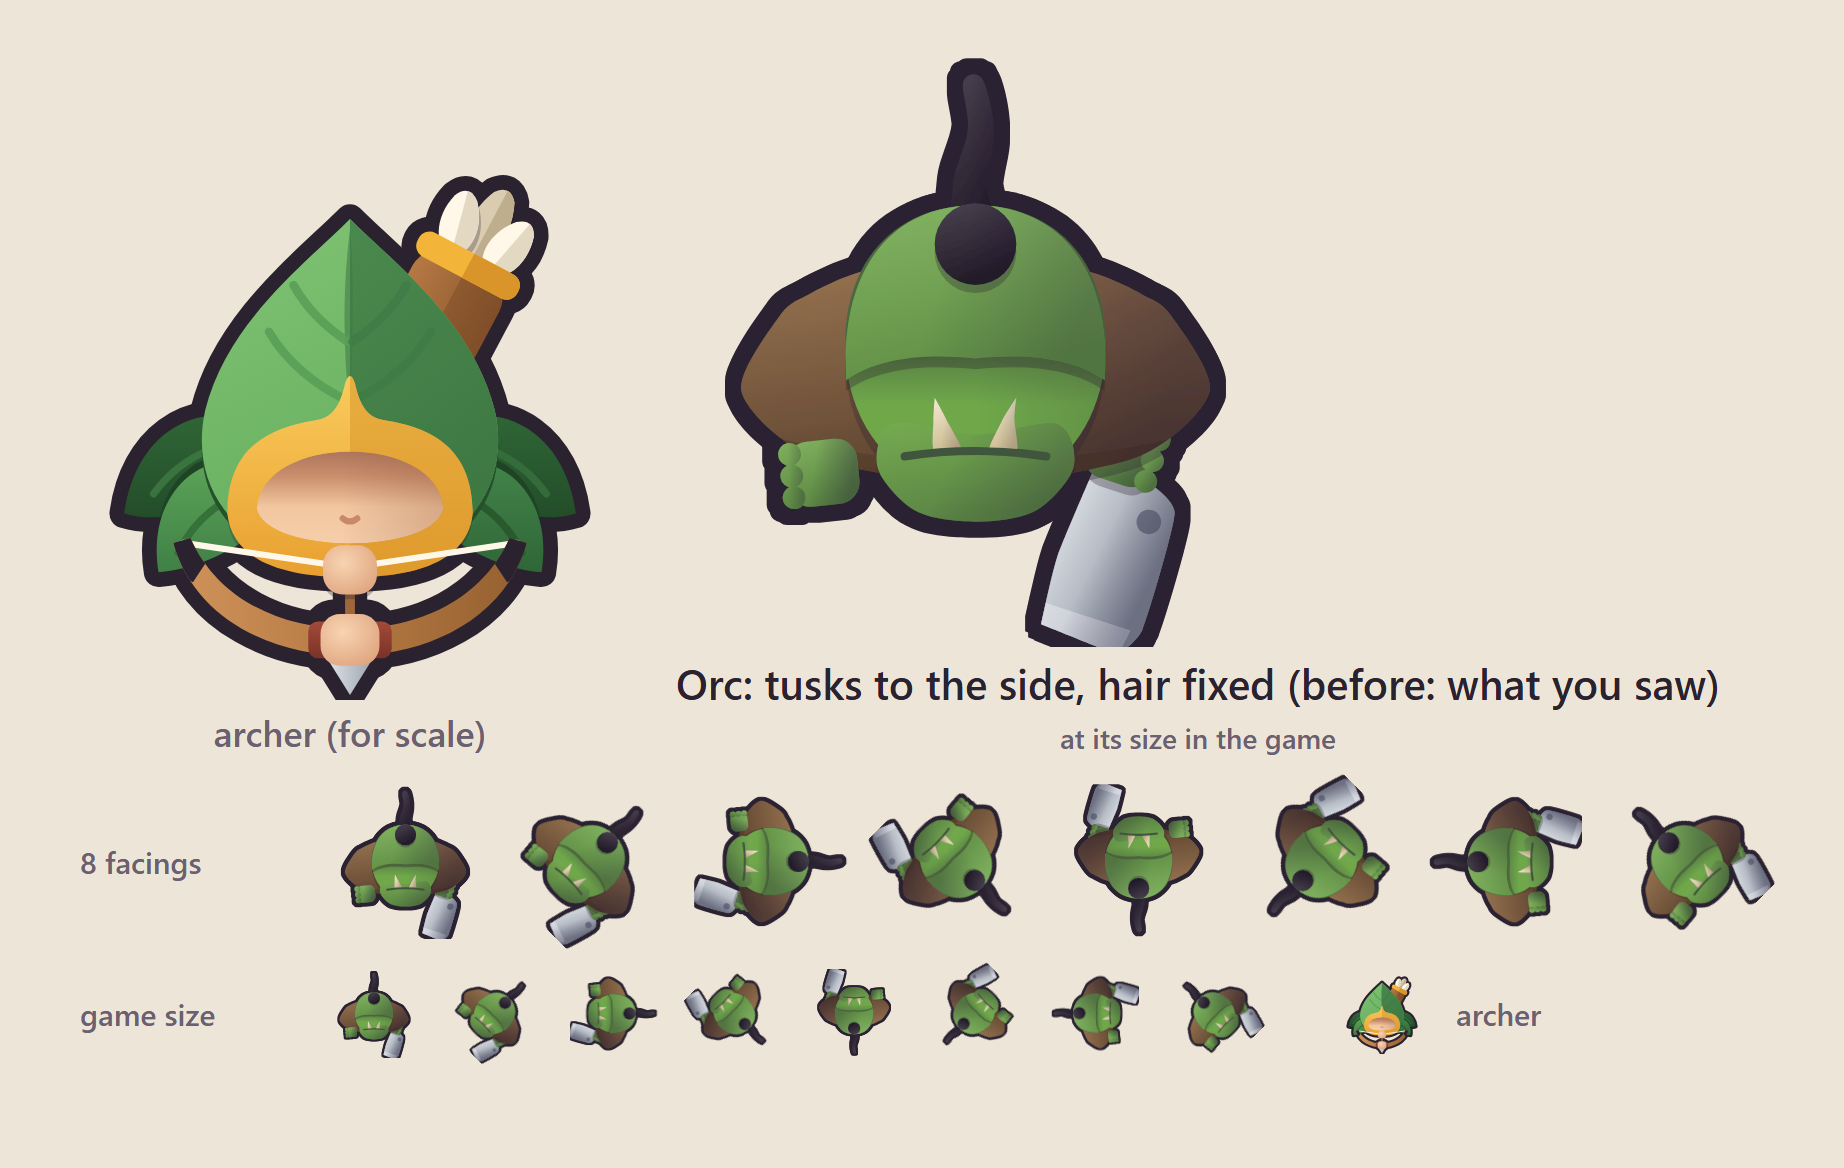 Orc: tusks to the side, hair fixed (before: what you saw)
archer (for scale)
at its size in the game
8 facings
game size
archer